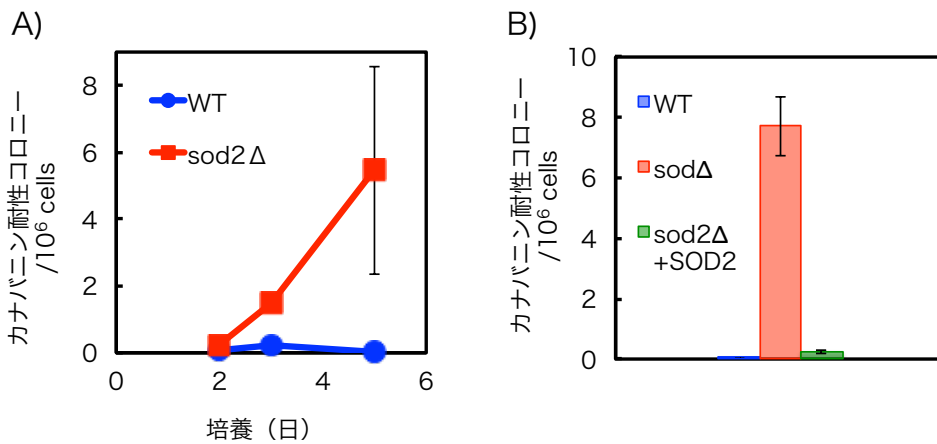 A)
カナバニン耐性コロニー
/10⁶ cells
8
6
4
2
0
WT
sod2Δ
0
2
4
6
培養（日）
B)
カナバニン耐性コロニー
/10⁶ cells
10
8
6
4
2
0
WT
sodΔ
sod2Δ
+SOD2